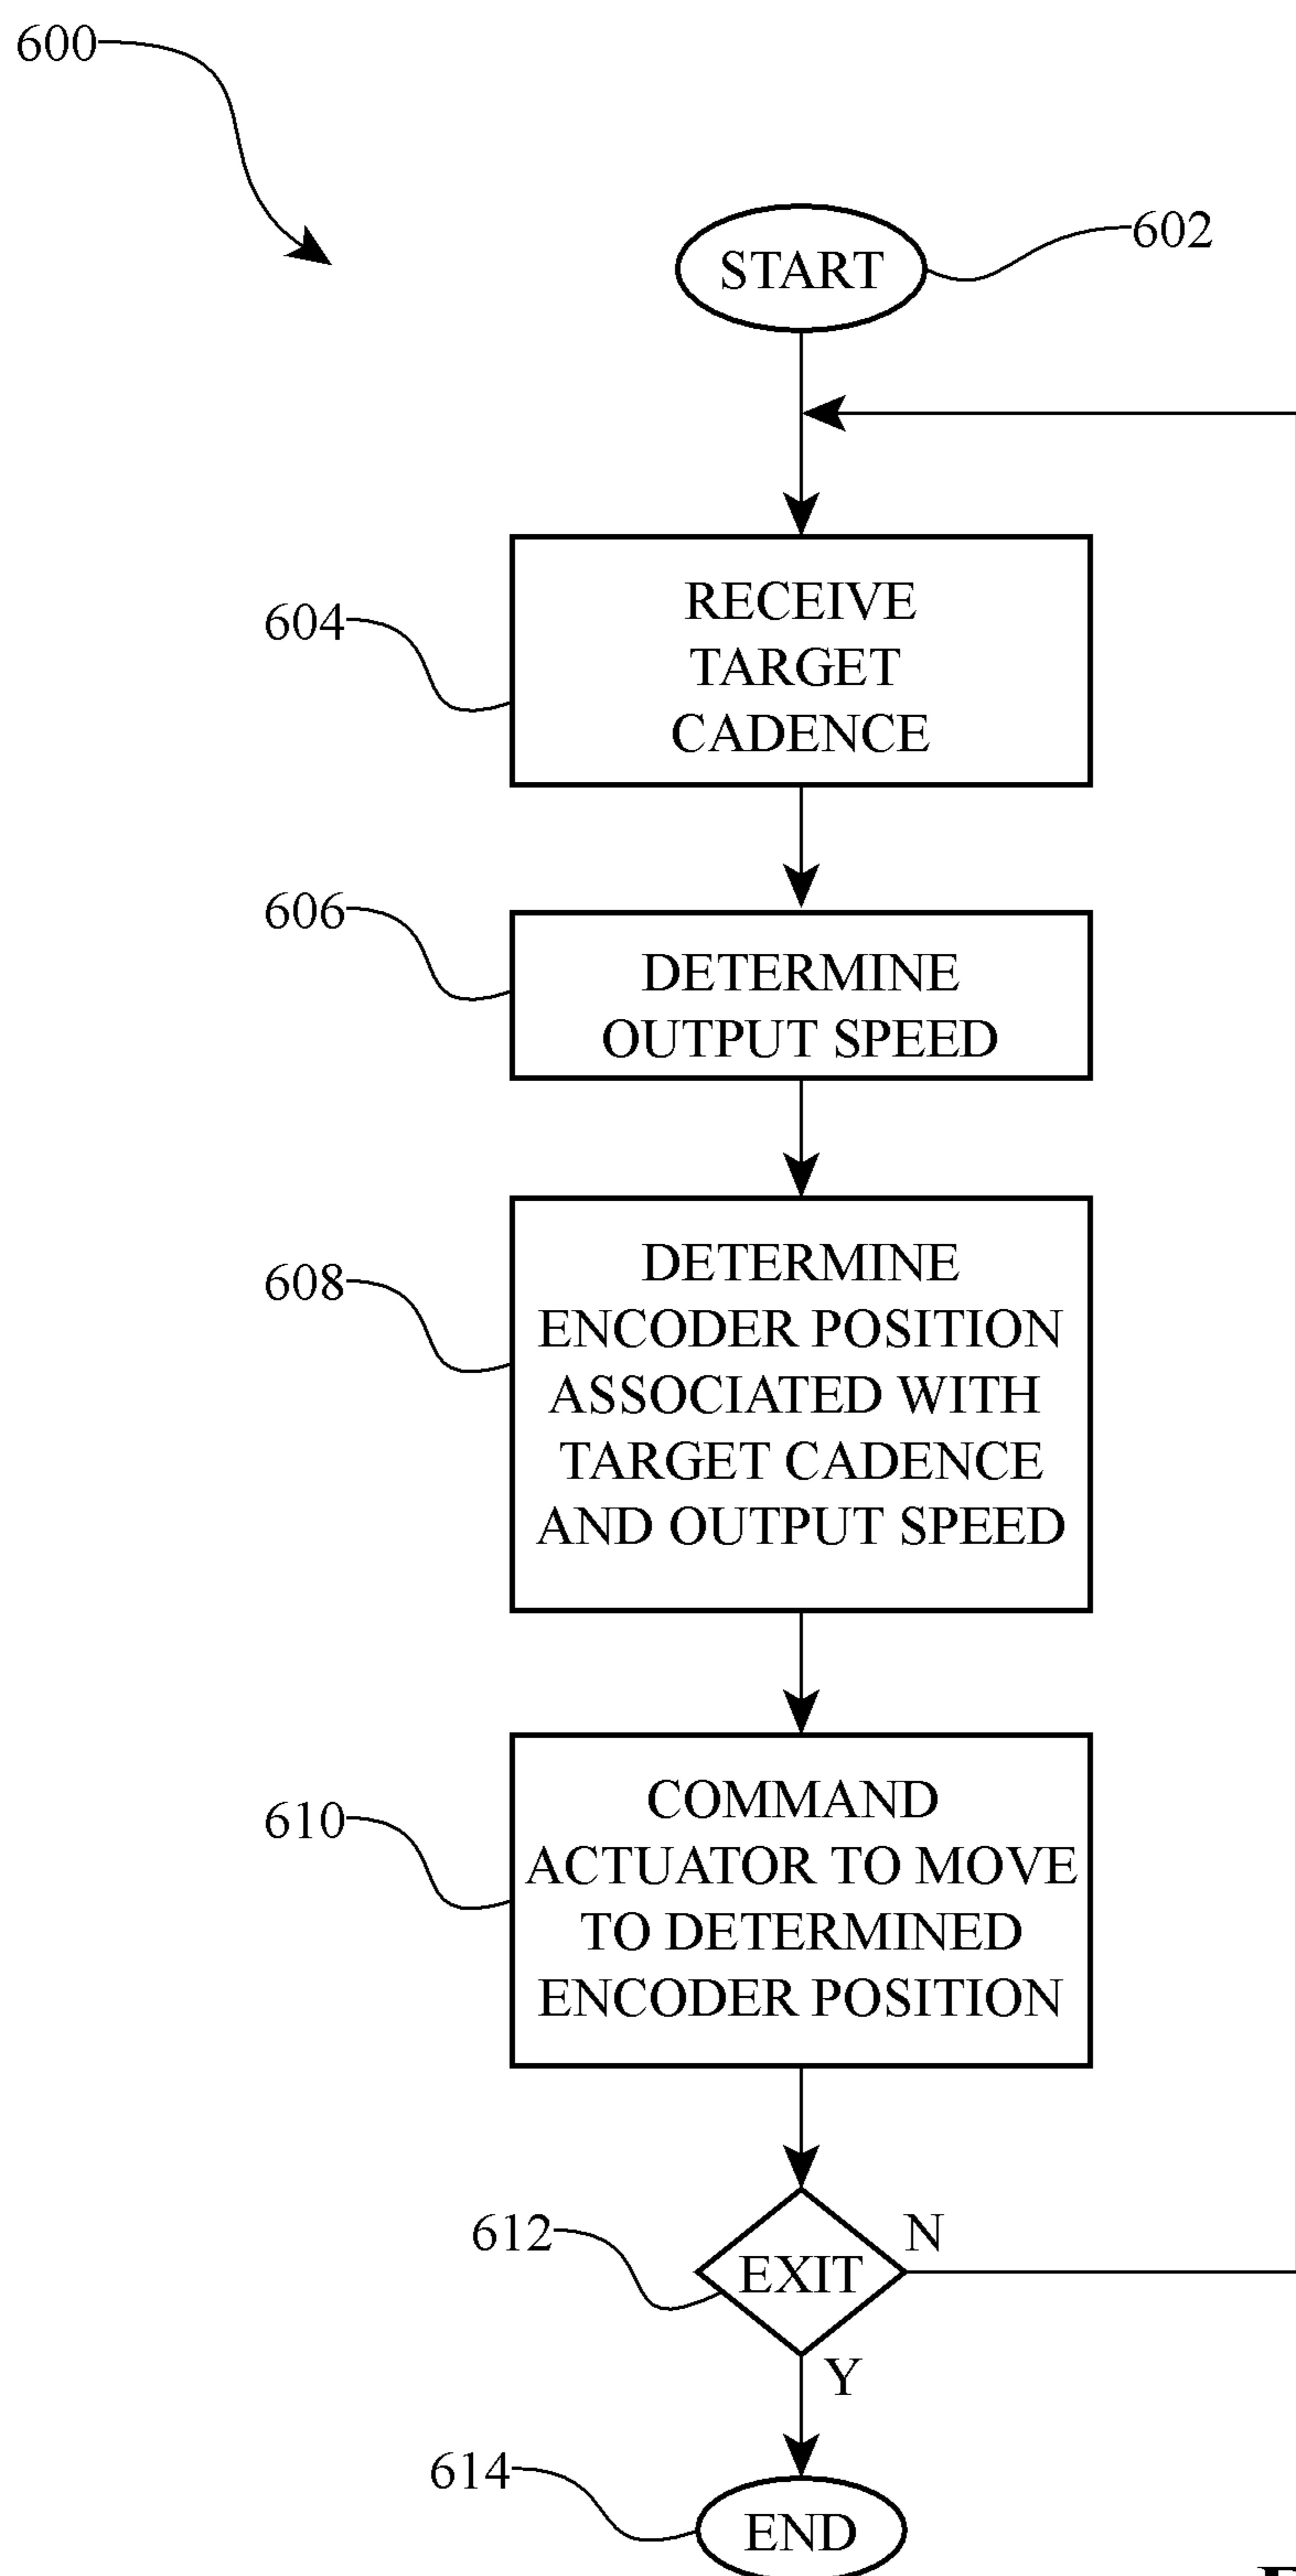 600
START
602
RECEIVE
TARGET
CADENCE
604
DETERMINE
OUTPUT SPEED
606
DETERMINE
ENCODER POSITION
ASSOCIATED WITH
TARGET CADENCE
AND OUTPUT SPEED
608
COMMAND
ACTUATOR TO MOVE
TO DETERMINED
ENCODER POSITION
610
612
EXIT
N
Y
614
END